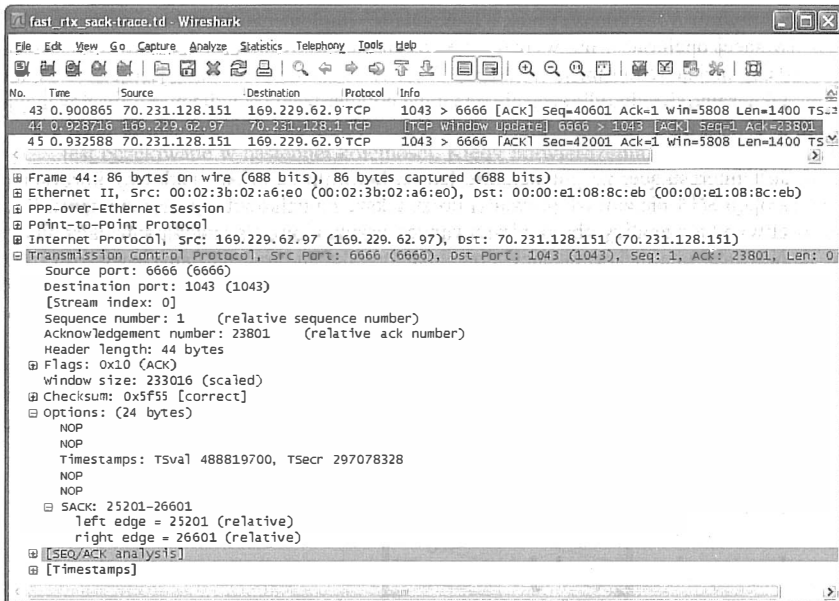 fast_rtx_sack-trace.td - Wireshark
File Edit View Go Capture Analyze Statistics Telephony Tools Help
No. Time Source Destination Protocol Info
43 0.900865 70.231.128.151 169.229.62.9 TCP 1043 > 6666 [ACK] Seq=40601 Ack=1 Win=5808 Len=1400 TS
44 0.928716 169.229.62.97 70.231.128.1 TCP [TCP Window Update] 6666 > 1043 [ACK] Seq=1 Ack=23801
45 0.932588 70.231.128.151 169.229.62.9 TCP 1043 > 6666 [ACK] Seq=42001 Ack=1 Win=5808 Len=1400 TS
Frame 44: 86 bytes on wire (688 bits), 86 bytes captured (688 bits)
Ethernet II, Src: 00:02:3b:02:a6:e0 (00:02:3b:02:a6:e0), Dst: 00:00:e1:08:8c:eb (00:00:e1:08:8c:eb)
PPP-over-Ethernet Session
Point-to-Point Protocol
Internet Protocol, Src: 169.229.62.97 (169.229.62.97), Dst: 70.231.128.151 (70.231.128.151)
Transmission Control Protocol, Src Port: 6666 (6666), Dst Port: 1043 (1043), Seq: 1, Ack: 23801, Len: 0
Source port: 6666 (6666)
Destination port: 1043 (1043)
[Stream index: 0]
Sequence number: 1 (relative sequence number)
Acknowledgement number: 23801 (relative ack number)
Header length: 44 bytes
Flags: 0x10 (ACK)
Window size: 233016 (scaled)
Checksum: 0x5f55 [correct]
Options: (24 bytes)
NOP
NOP
Timestamps: TSval 488819700, TSecr 297078328
NOP
NOP
SACK: 25201-26601
left edge = 25201 (relative)
right edge = 26601 (relative)
[SEQ/ACK analysis]
[Timestamps]